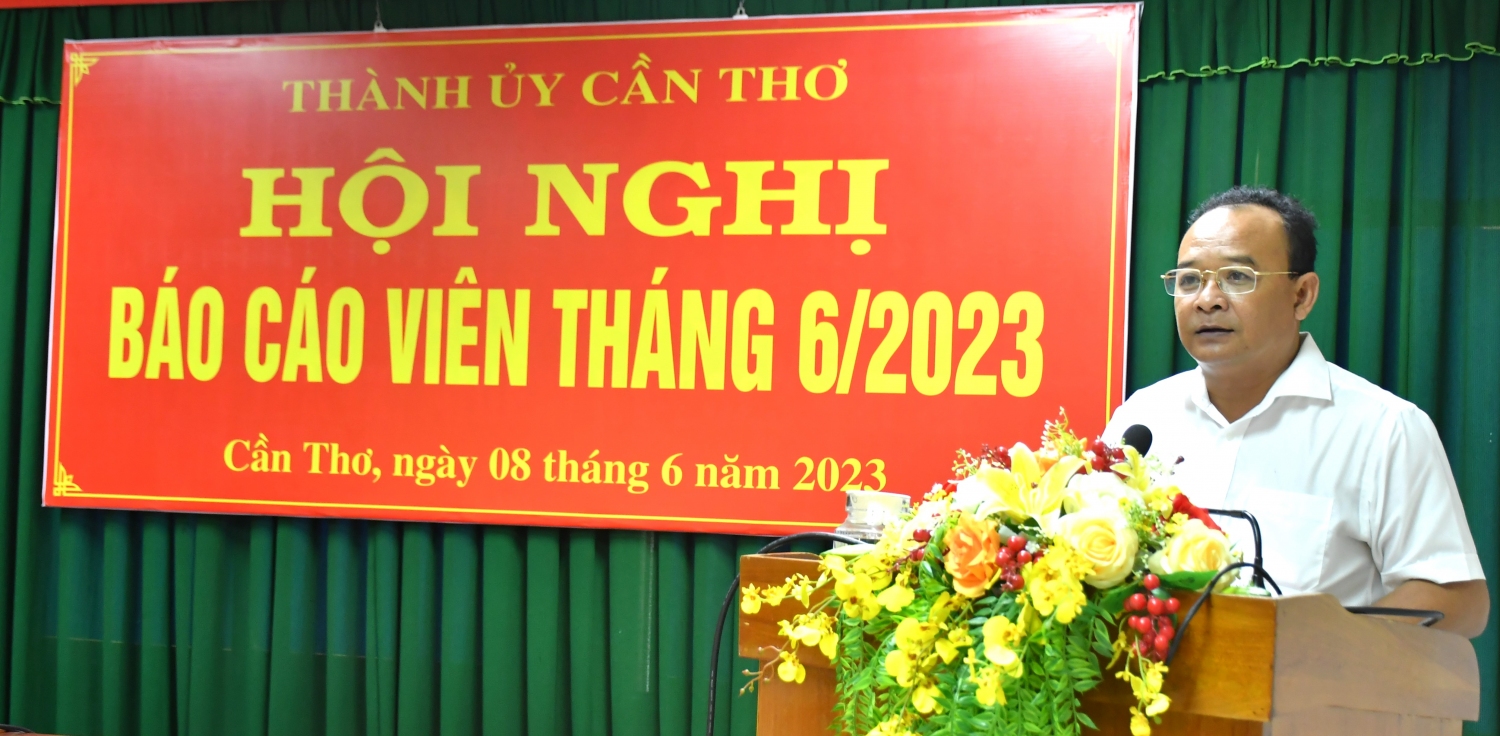 THÀNH ỦY CẦN THƠ
HỘI NGHỊ
BÁO CÁO VIÊN THÁNG 6/2023
Cần Thơ, ngày 08 tháng 6 năm 2023